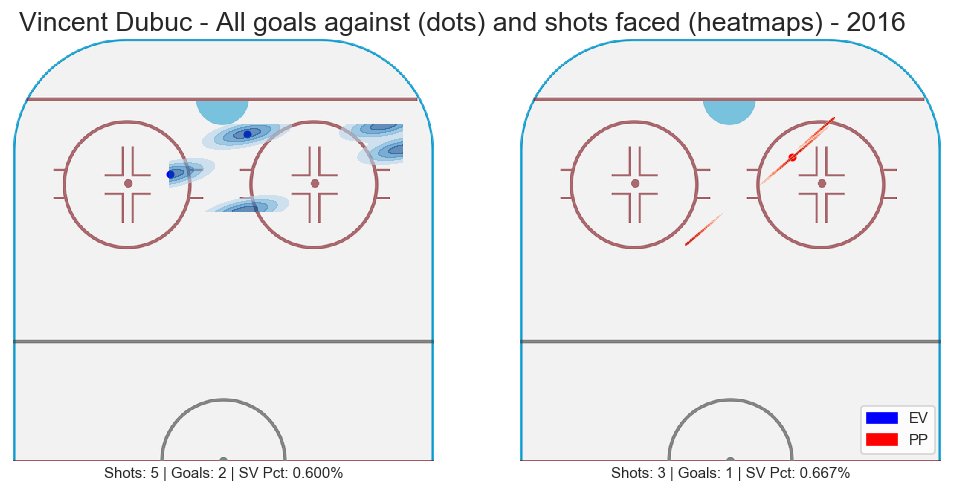 Vincent Dubuc - All goals against (dots) and shots faced (heatmaps) - 2016
EV
PP
Shots: 5 | Goals: 2 | SV Pct: 0.600%
Shots: 3 | Goals: 1 | SV Pct: 0.667%